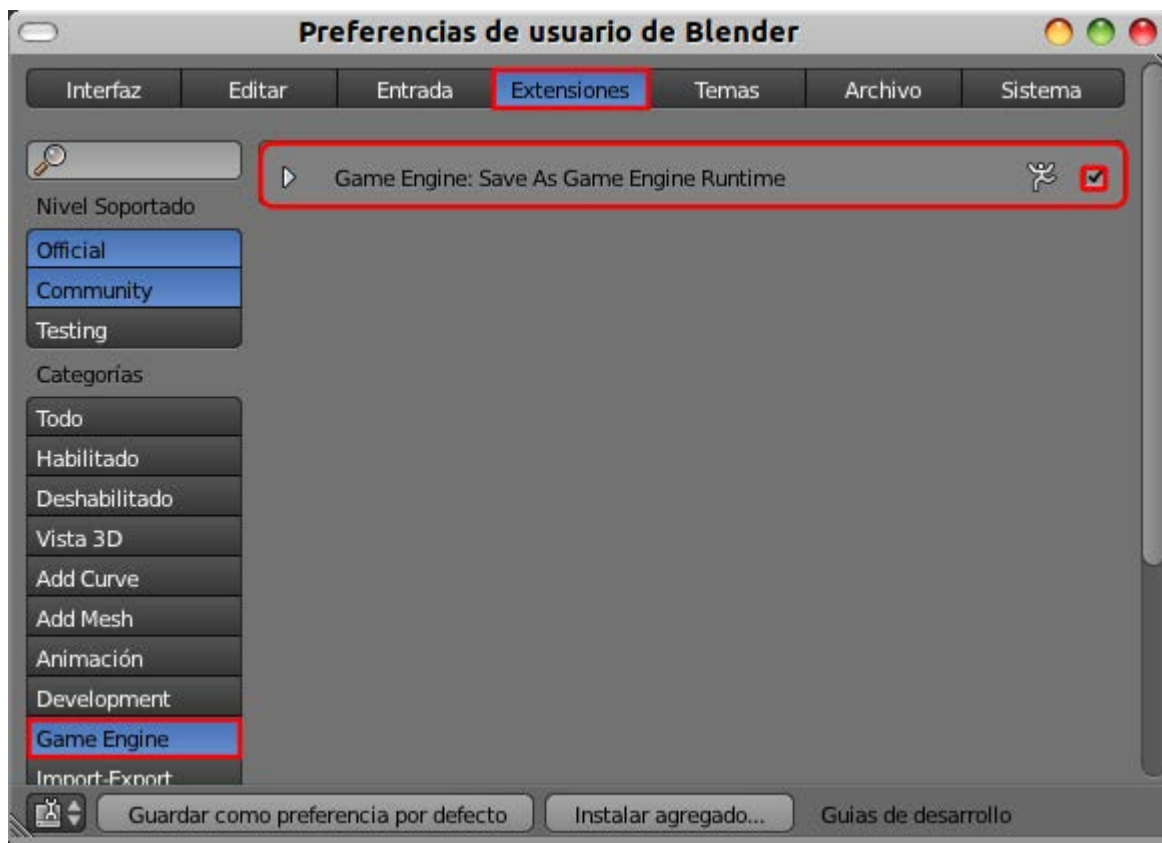 Preferencias de usuario de Blender
Interfaz Editar Entrada Extensiones Temas Archivo Sistema
Game Engine: Save As Game Engine Runtime
Nivel Soportado
Official
Community
Testing
Categorías
Todo
Habilitado
Deshabilitado
Vista 3D
Add Curve
Add Mesh
Animación
Development
Game Engine
Import-Export
Guardar como preferencia por defecto Instalar agregado... Guias de desarrollo